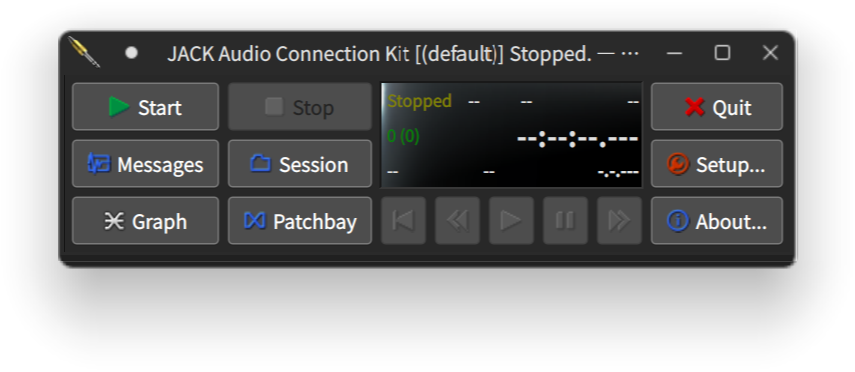 JACK Audio Connection Kit [(default)] Stopped. — ...
Start
Stop
Stopped -- -- --
0 (0) --:--:--.---
-- -- -.-.---
Quit
Messages
Session
Setup...
Graph
Patchbay
About...